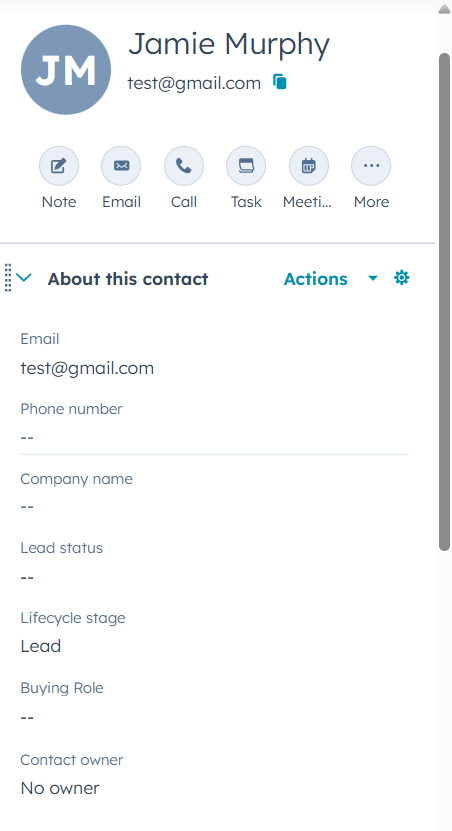 JM
Jamie Murphy
test@gmail.com
Note Email Call Task Meeti... More
About this contact Actions
Email
test@gmail.com
Phone number
--
Company name
--
Lead status
--
Lifecycle stage
Lead
Buying Role
--
Contact owner
No owner